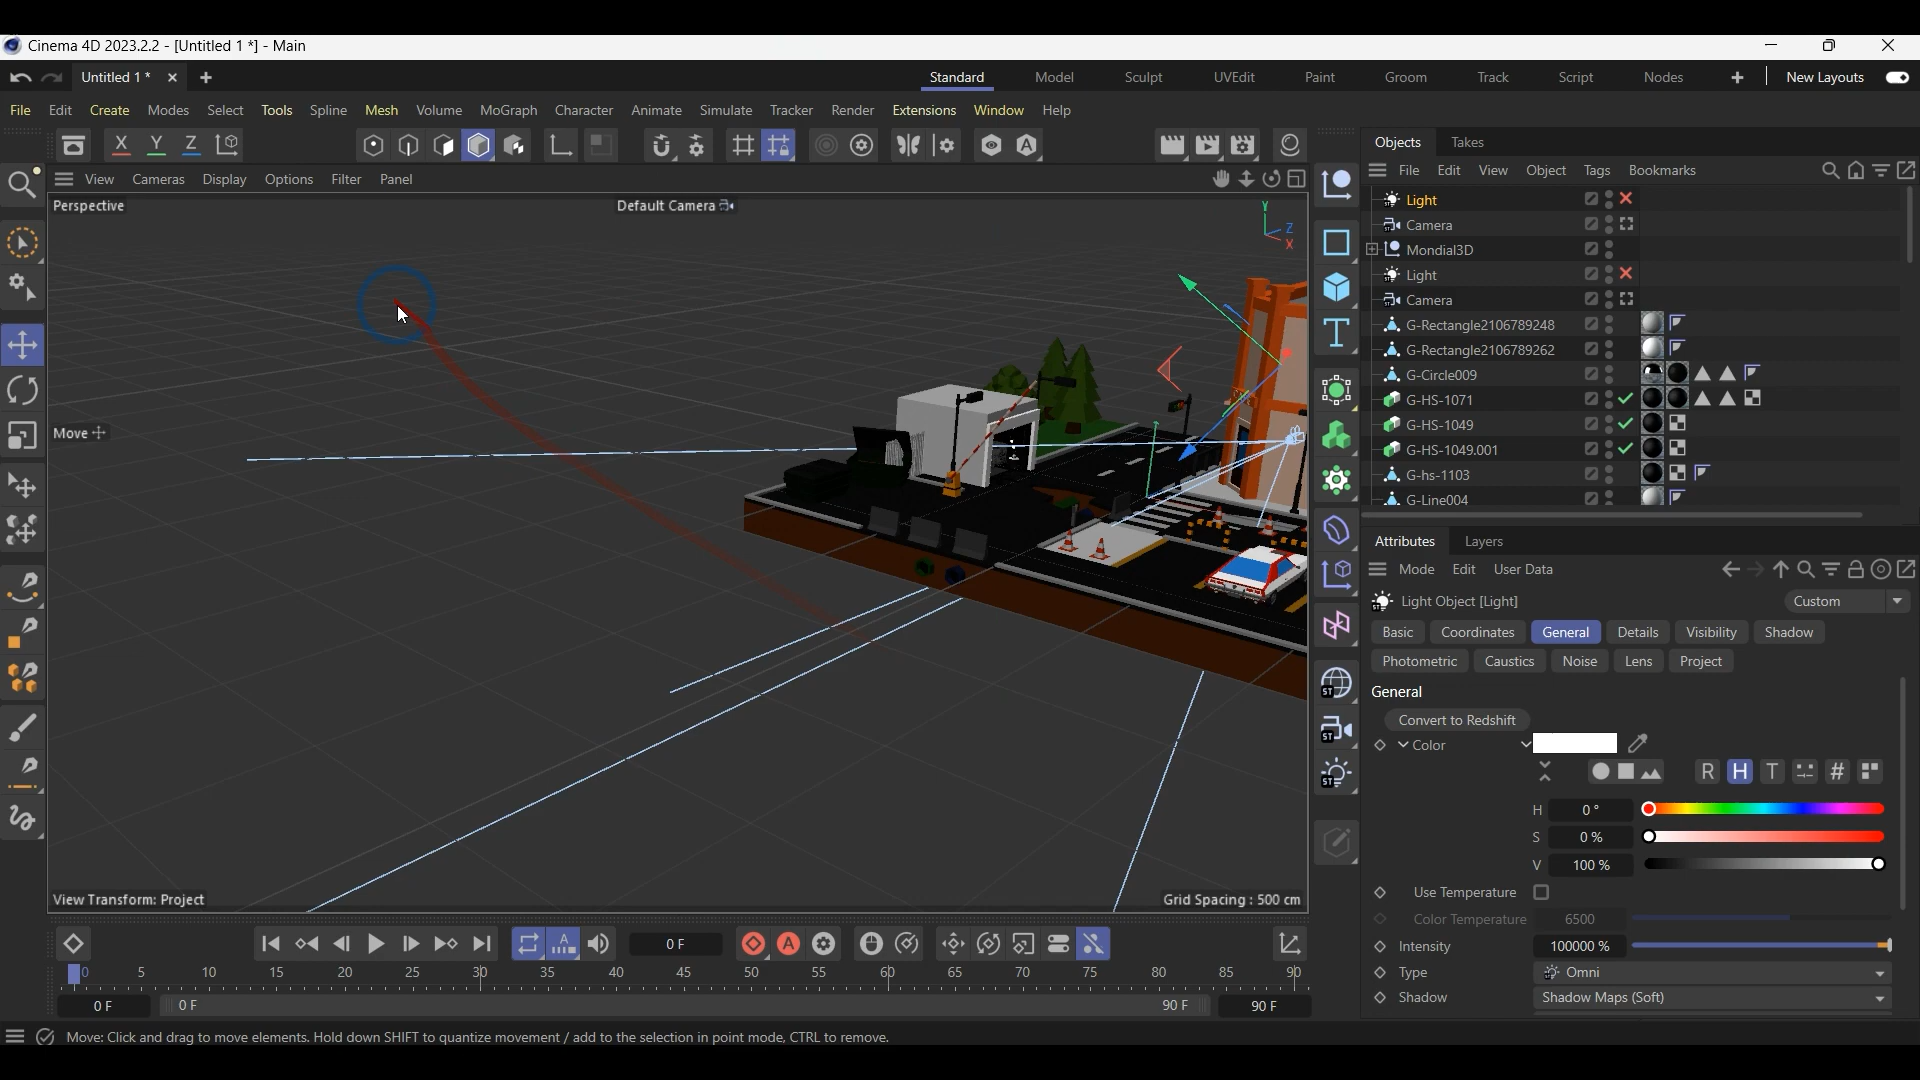 Cinema 4D 2023.2.2 - [Untitled 1 *] - Main
Untitled 1 *
Standard Model Sculpt UVEdit Paint Groom Track Script Nodes New Layouts
File Edit Create Modes Select Tools Spline Mesh Volume MoGraph Character Animate Simulate Tracker Render Extensions Window Help
X Y Z
Objects Takes
File Edit View Object Tags Bookmarks
View Cameras Display Options Filter Panel
Perspective
Default Camera
Y
Z
X
Move
View Transform: Project
Grid Spacing : 500 cm
Light
Camera
Mondial3D
Light
Camera
G-Rectangle2106789248
G-Rectangle2106789262
G-Circle009
G-HS-1071
G-HS-1049
G-HS-1049.001
G-hs-1103
G-Line004
Attributes Layers
Mode Edit User Data
Light Object [Light]
Custom
Basic Coordinates General Details Visibility Shadow
Photometric Caustics Noise Lens Project
General
Convert to Redshift
Color
R H T #
H 0 °
S 0 %
V 100 %
Use Temperature
Color Temperature 6500
Intensity 100000 %
Type Omni
Shadow Shadow Maps (Soft)
ST
ST
ST
0 F
0 5 10 15 20 25 30 35 40 45 50 55 60 65 70 75 80 85 90
0 F 0 F 90 F 90 F
Move: Click and drag to move elements. Hold down SHIFT to quantize movement / add to the selection in point mode, CTRL to remove.